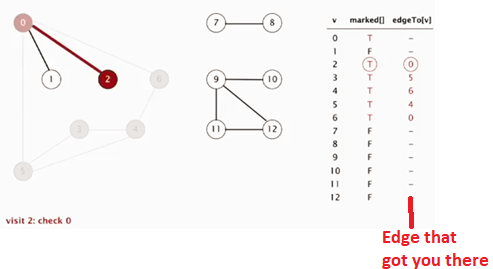 0
7
8
1
2
6
9
10
3
4
11
12
5
v marked[] edgeTo[v]
0 T –
1 F –
2 T 0
3 T 5
4 T 6
5 T 4
6 T 0
7 F –
8 F –
9 F –
10 F –
11 F –
12 F –
visit 2: check 0
Edge that
got you there